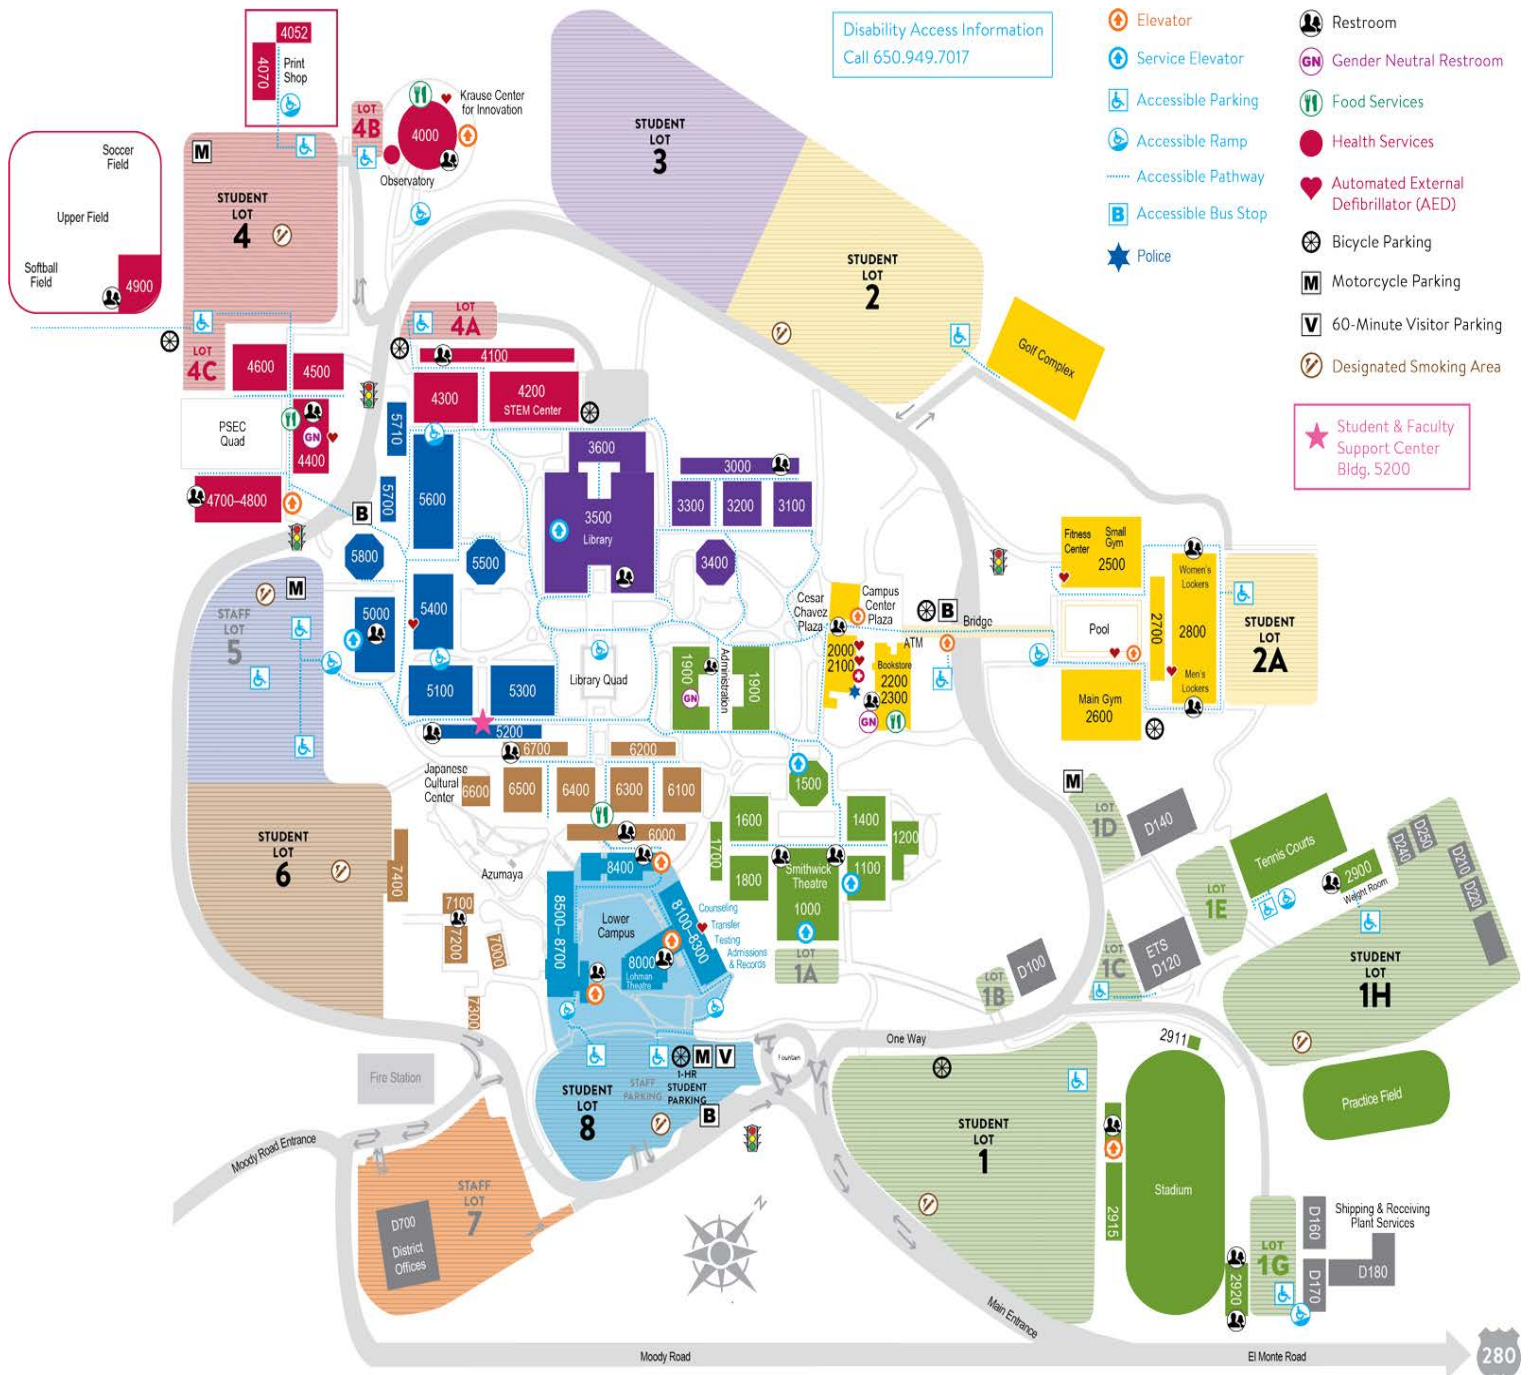 Disability Access Information
Call 650.949.7017
Elevator
Service Elevator
Accessible Parking
Accessible Ramp
Accessible Pathway
B
Accessible Bus Stop
Police
Restroom
GN
Gender Neutral Restroom
Food Services
Health Services
Automated External
Defibrillator (AED)
Bicycle Parking
M
Motorcycle Parking
V
60-Minute Visitor Parking
Designated Smoking Area
Student & Faculty
Support Center
Bldg. 5200
4052
4070
Print
Shop
LOT
4B
4000
Krause Center
for Innovation
Observatory
Soccer
Field
Upper Field
Softball
Field
4900
M
STUDENT
LOT
4
LOT
4C
LOT
4A
4600
4500
PSEC
Quad
GN
4400
4700–4800
4100
4300
4200
STEM Center
STUDENT
LOT
3
STUDENT
LOT
2
Golf Complex
5710
5700
5600
5800
5500
B
3600
3500
Library
3000
3300
3200
3100
3400
M
STAFF
LOT
5
5000
5400
5100
5300
5200
Library Quad
1900
Administration
1900
GN
Cesar
Chavez
Plaza
Campus
Center
Plaza
ATM
B
Bridge
2000
2100
Bookstore
2200
2300
GN
Fitness
Center
Small
Gym
2500
Pool
2700
Women's
Lockers
2800
Men's
Lockers
Main Gym
2600
STUDENT
LOT
2A
Japanese
Cultural
Center
6700
6200
6600
6500
6400
6300
6100
6000
1500
1600
1400
1700
1200
1800
1100
Smithwick
Theatre
1000
LOT
1A
STUDENT
LOT
6
7400
Azumaya
7100
7200
7000
7300
8400
8500–8700
Lower
Campus
8100–8300
8000
Lohman
Theatre
Counseling
Transfer
Testing
Admissions
& Records
M
LOT
1D
D140
LOT
1E
Tennis Courts
2900
Weight Room
D240
D250
D210
D220
LOT
1C
ETS
D120
LOT
1B
D100
STUDENT
LOT
1H
One Way
Fountain
2911
Practice Field
Fire Station
STUDENT
LOT
8
STAFF
PARKING
M
V
1-HR
STUDENT
PARKING
B
STUDENT
LOT
1
Stadium
2915
2920
LOT
1G
D160
D170
D180
Shipping & Receiving
Plant Services
Moody Road Entrance
STAFF
LOT
7
D700
District
Offices
N
Main Entrance
Moody Road
El Monte Road
280